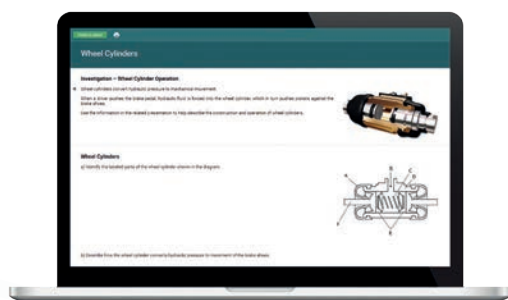 Wheel Cylinders
Investigation – Wheel Cylinder Operation
Wheel cylinders convert hydraulic pressure to mechanical movement.
When a driver pushes the brake pedal, hydraulic fluid is forced into the wheel cylinder, which in turn pushes pistons against the
brake shoes.
Use the information in the related presentation to help describe the construction and operation of wheel cylinders.
Wheel Cylinders
a) Identify the labeled parts of the wheel cylinder shown in the diagram.
A
B
C
D
F
E
b) Describe how the wheel cylinder converts hydraulic pressure to movement of the brake shoes.